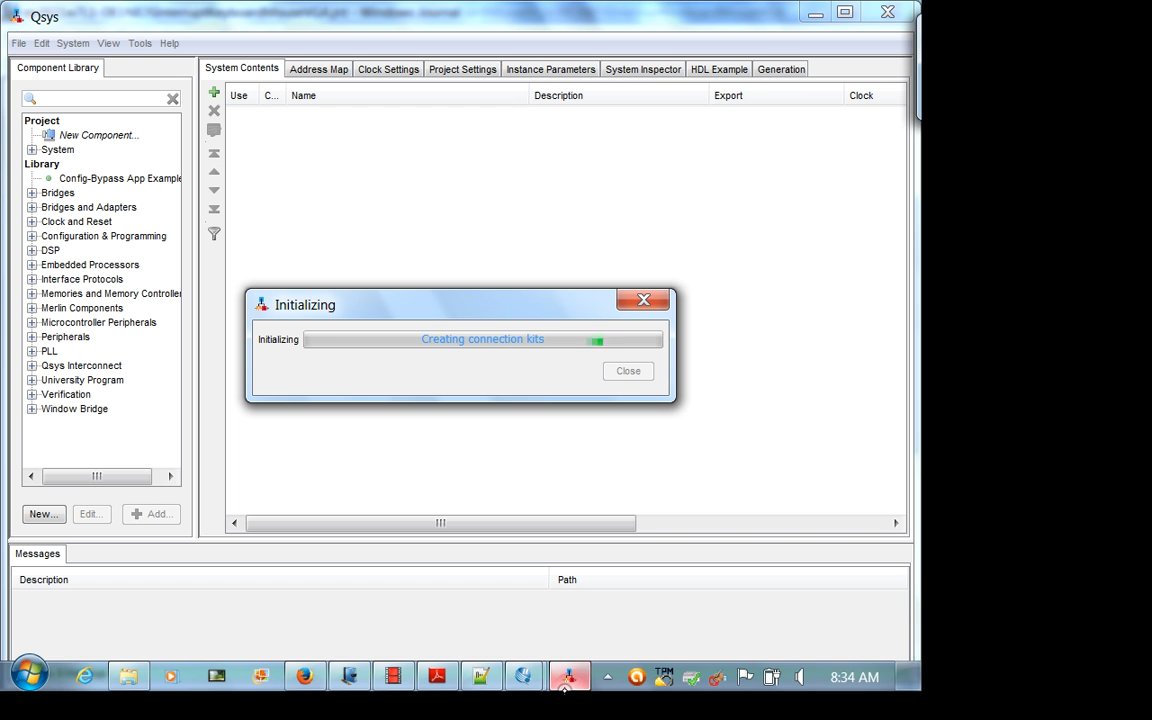 Qsys
File Edit System View Tools Help
Component Library
System Contents Address Map Clock Settings Project Settings Instance Parameters System Inspector HDL Example Generation
Use C... Name Description Export Clock
Project
New Component...
System
Library
Config-Bypass App Example
Bridges
Bridges and Adapters
Clock and Reset
Configuration & Programming
DSP
Embedded Processors
Interface Protocols
Memories and Memory Controller
Merlin Components
Microcontroller Peripherals
Peripherals
PLL
Qsys Interconnect
University Program
Verification
Window Bridge
New... Edit... Add...
Initializing
Initializing Creating connection kits
Close
Messages
Description Path
TPM
8:34 AM